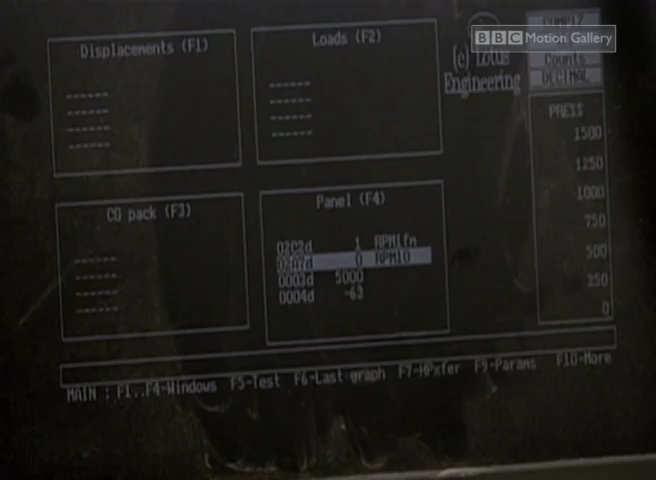 BBC Motion Gallery
Displacements (F1)
------
------
------
------
Loads (F2)
------
------
------
------
(c) Lotus
Engineering
Counts
DECIMAL
PRESS
1500
1250
1000
750
500
250
0
CG pack (F3)
------
------
------
------
Panel (F4)
02C2d 1 RPM1fn
02A7d 0 RPM10
0003d 5000
0004d -63
MAIN : F1..F4-Windows F5-Test F6-Last graph F7-HPxfer F9-Params F10-More